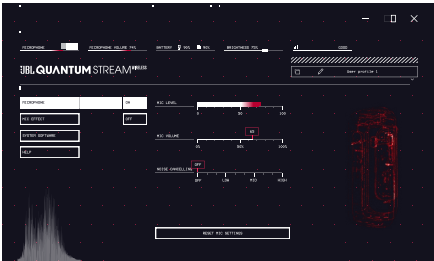 MICROPHONE MICROPHONE VOLUME 74% BATTERY 90% 90% BRIGHTNESS 75% GOOD
JBL QUANTUM STREAM WIRELESS
User profile 1
MICROPHONE ON
MIC EFFECT OFF
SYSTEM SOFTWARE
HELP
MIC LEVEL
0 50 100
MIC VOLUME
0% 50% 100%
NOISE CANCELLING
OFF
OFF LOW MID HIGH
RESET MIC SETTINGS